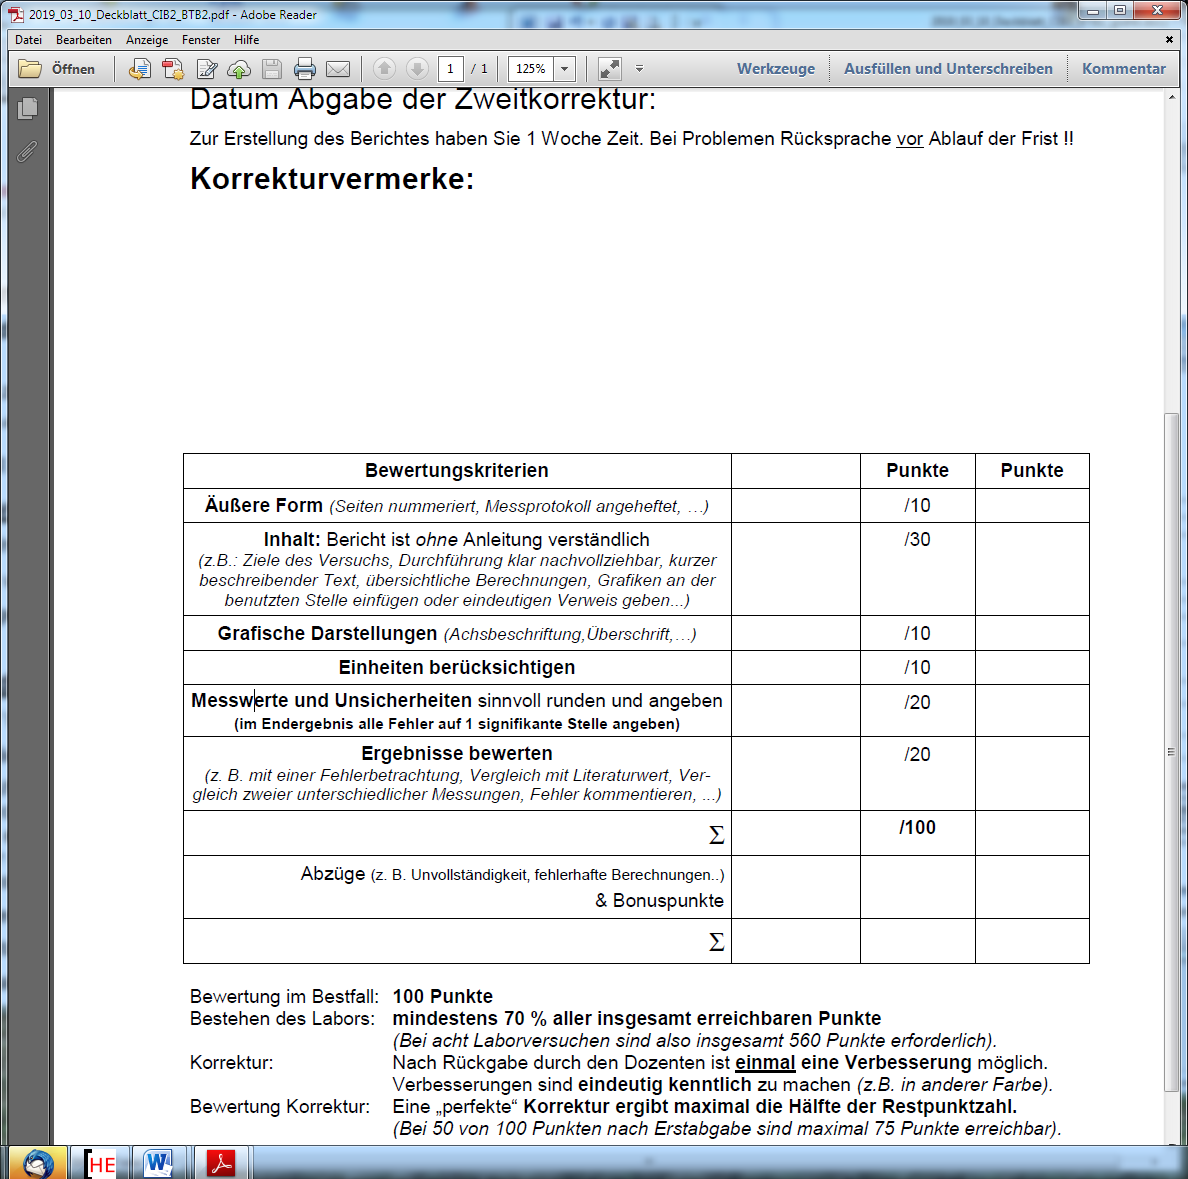 2019_03_10_Deckblatt_CIB2_BTB2.pdf - Adobe Reader
Datei Bearbeiten Anzeige Fenster Hilfe
Öffnen 1 / 1 125% Werkzeuge Ausfüllen und Unterschreiben Kommentar
Datum Abgabe der Zweitkorrektur:
Zur Erstellung des Berichtes haben Sie 1 Woche Zeit. Bei Problemen Rücksprache vor Ablauf der Frist !!
Korrekturvermerke:
Bewertungskriterien Punkte Punkte
Äußere Form (Seiten nummeriert, Messprotokoll angeheftet, …) /10
Inhalt: Bericht ist ohne Anleitung verständlich /30
(z.B.: Ziele des Versuchs, Durchführung klar nachvollziehbar, kurzer
beschreibender Text, übersichtliche Berechnungen, Grafiken an der
benutzten Stelle einfügen oder eindeutigen Verweis geben...)
Grafische Darstellungen (Achsbeschriftung,Überschrift,…) /10
Einheiten berücksichtigen /10
Messwerte und Unsicherheiten sinnvoll runden und angeben /20
(im Endergebnis alle Fehler auf 1 signifikante Stelle angeben)
Ergebnisse bewerten /20
(z. B. mit einer Fehlerbetrachtung, Vergleich mit Literaturwert, Ver-
gleich zweier unterschiedlicher Messungen, Fehler kommentieren, ...)
Σ /100
Abzüge (z. B. Unvollständigkeit, fehlerhafte Berechnungen..)
& Bonuspunkte
Σ
Bewertung im Bestfall: 100 Punkte
Bestehen des Labors: mindestens 70 % aller insgesamt erreichbaren Punkte
(Bei acht Laborversuchen sind also insgesamt 560 Punkte erforderlich).
Korrektur: Nach Rückgabe durch den Dozenten ist einmal eine Verbesserung möglich.
Verbesserungen sind eindeutig kenntlich zu machen (z.B. in anderer Farbe).
Bewertung Korrektur: Eine „perfekte“ Korrektur ergibt maximal die Hälfte der Restpunktzahl.
(Bei 50 von 100 Punkten nach Erstabgabe sind maximal 75 Punkte erreichbar).
HE W